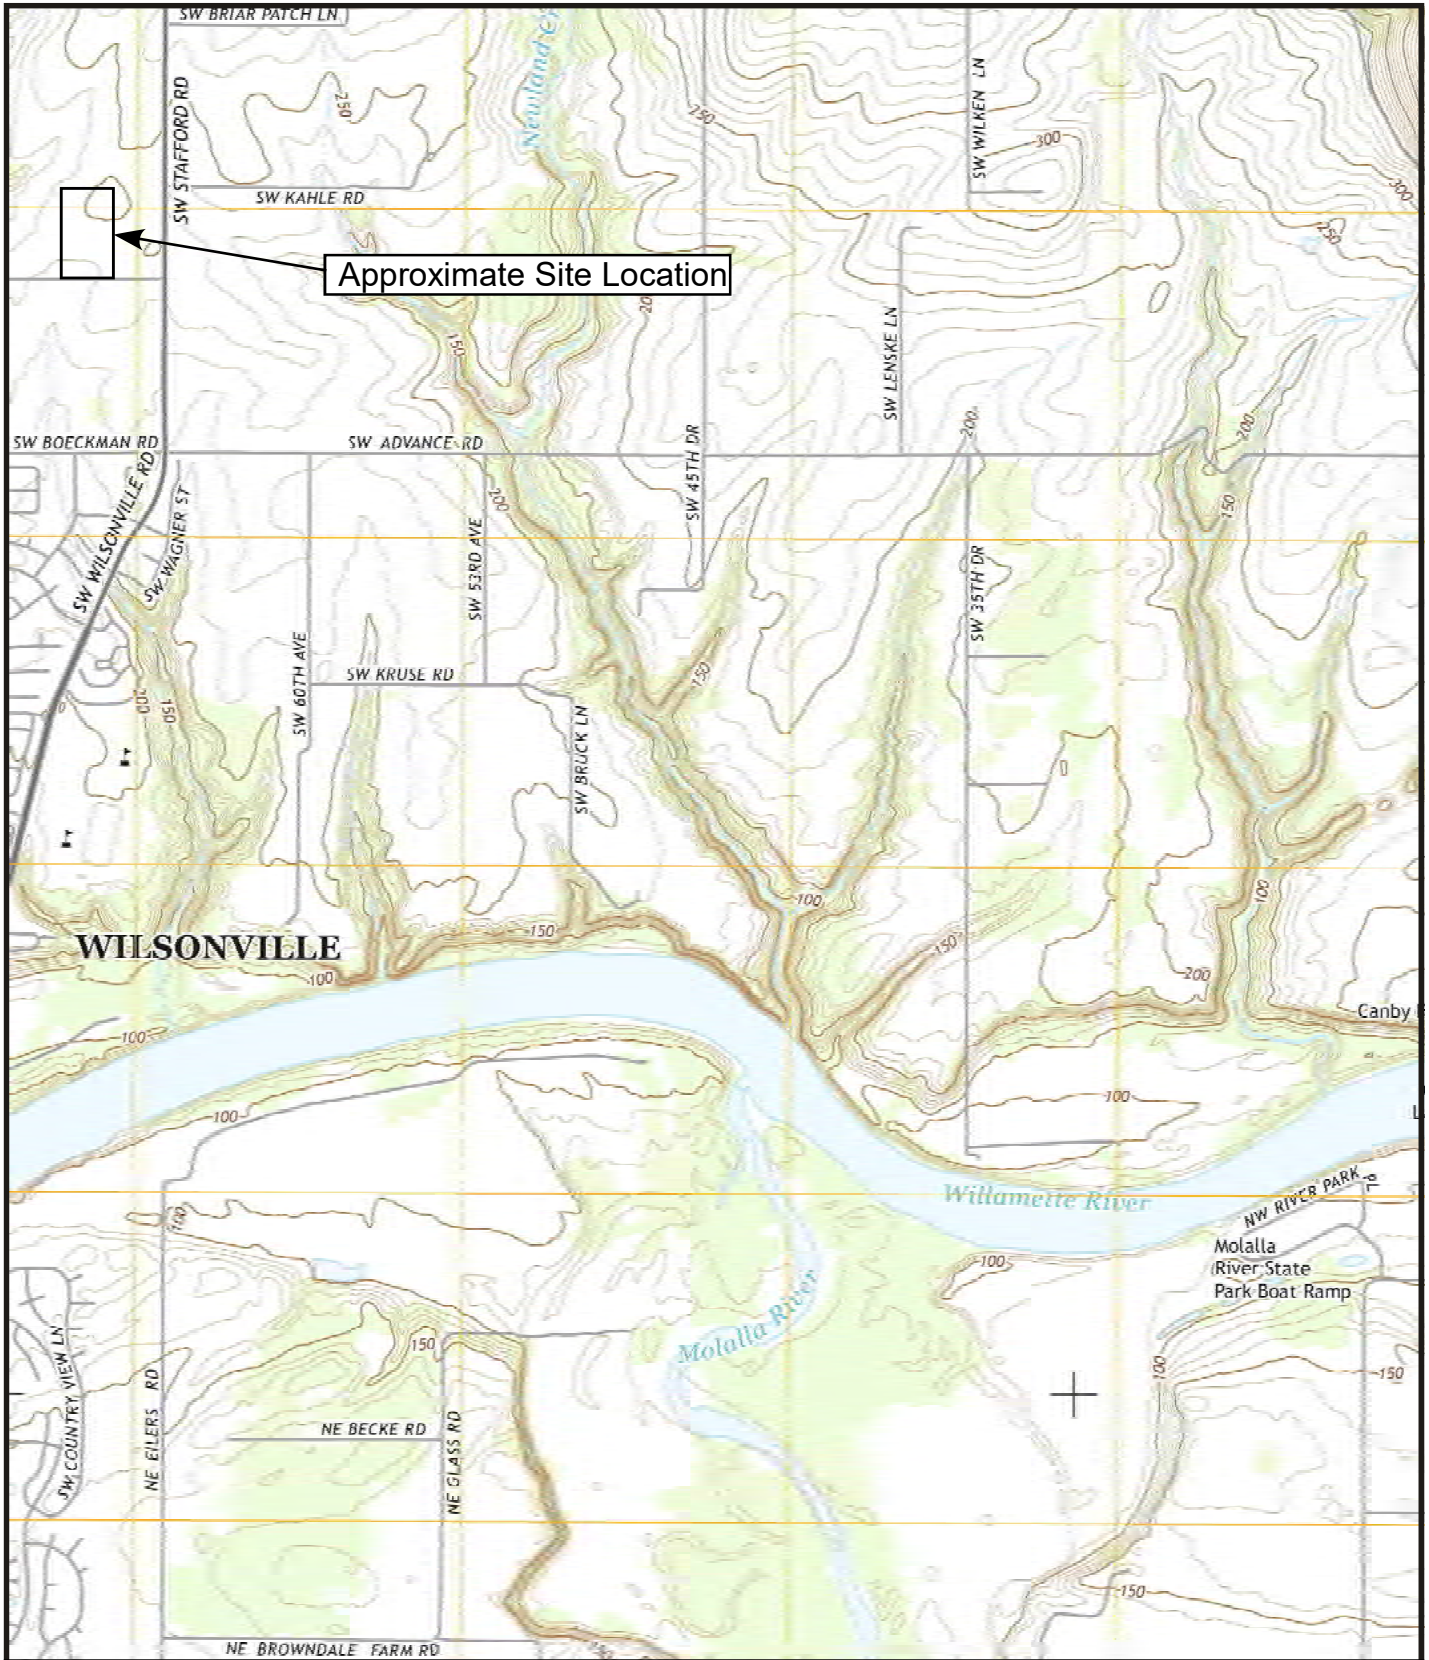 SW BRIAR PATCH LN
SW STAFFORD RD
250
Newland Cr
250
SW WILKEN LN
300
300
250
SW KAHLE RD
Approximate Site Location
150
20
SW LENSKE LN
200
200
SW BOECKMAN RD
SW ADVANCE RD
SW 45TH DR
SW WILSONVILLE RD
SW WAGNER ST
200
SW 53RD AVE
150
SW 35TH DR
SW 60TH AVE
SW KRUSE RD
150
200
150
0
SW BRUCK LN
100
100
WILSONVILLE
150
150
200
100
Canby
100
100
100
L
Willamette River
NW RIVER PARK PL
100
100
Molalla
River State
Park Boat Ramp
Molalla River
150
100
150
SW COUNTRY VIEW LN
NE EILERS RD
NE BECKE RD
NE GLASS RD
150
NE BROWNDALE FARM RD
150